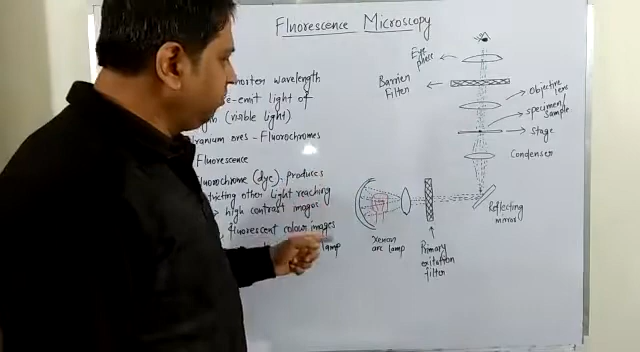 Fluorescence Microscopy
shorter wavelength
re-emit light of
(visible light)
ores - Fluorochromes
Fluorescence
Fluorochrome (dye), produces
other light reaching
→ high contrast images
fluorescent colour images
lamp
Eye
piece
Barrier
Filter
objective
lens
specimen
sample
Stage
Condenser
Reflecting
mirror
Xenon
arc lamp
Primary
exitation
filter